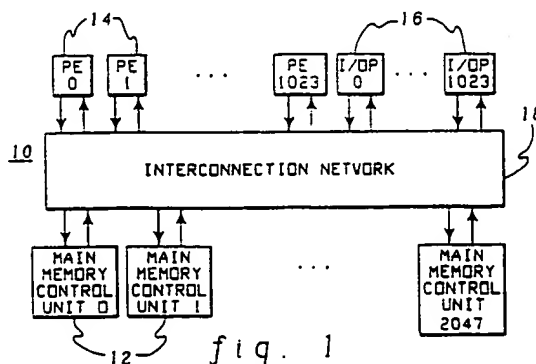 14
16
PE 0
PE 1
...
PE 1023
I/OP 0
...
I/OP 1023
10
18
INTERCONNECTION NETWORK
MAIN MEMORY CONTROL UNIT 0
MAIN MEMORY CONTROL UNIT 1
...
MAIN MEMORY CONTROL UNIT 2047
12
fig. 1